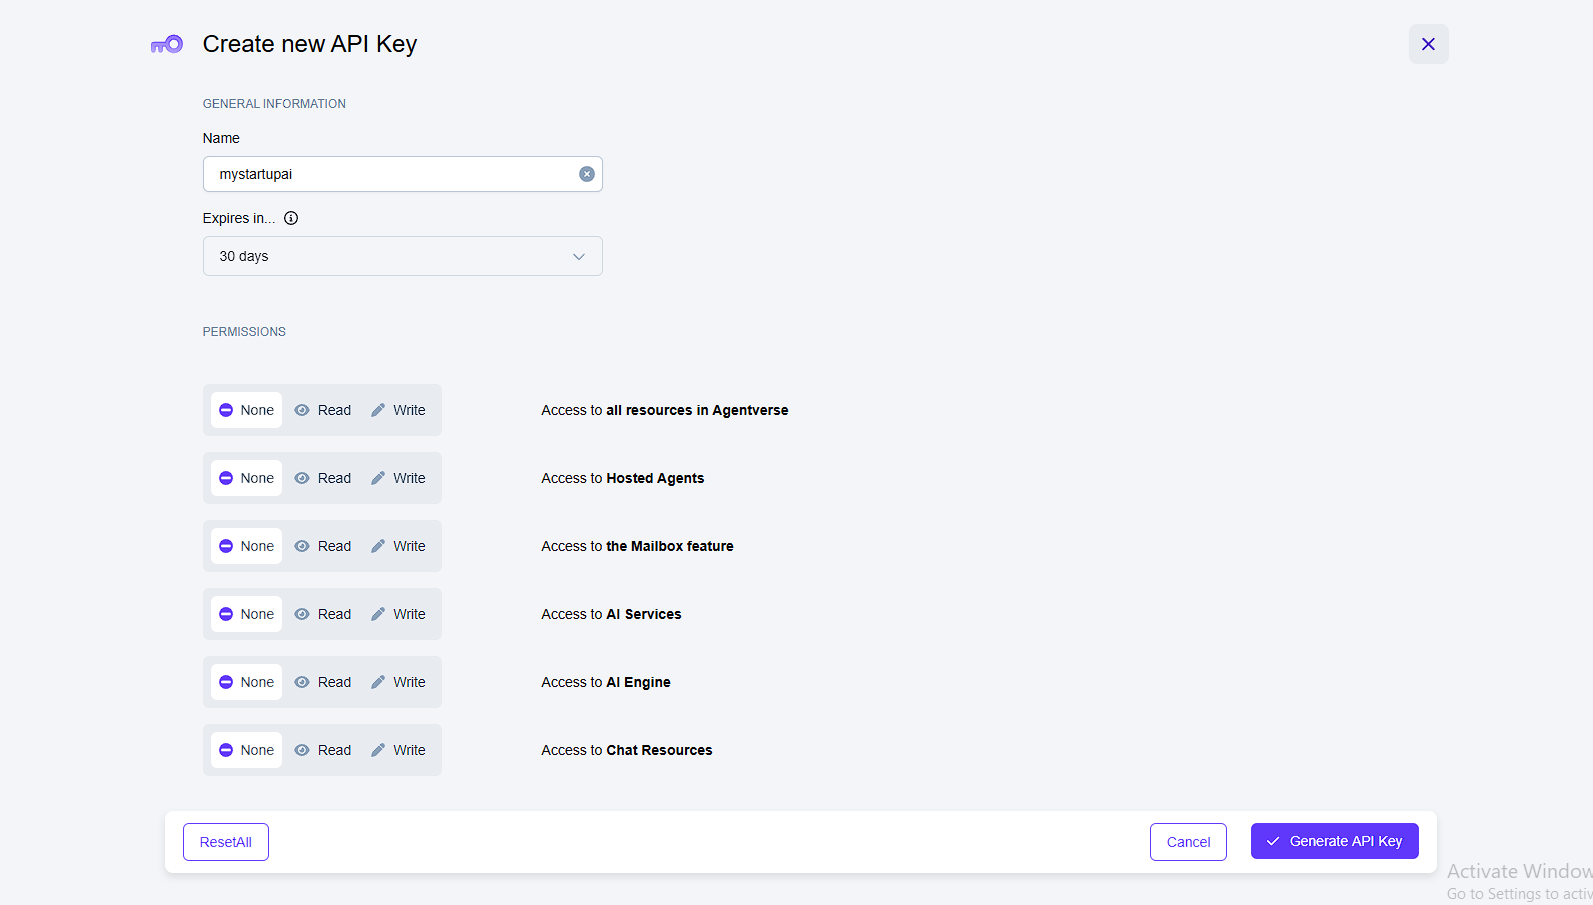 Create new API Key
GENERAL INFORMATION
Name
mystartupai
Expires in...
30 days
PERMISSIONS
None Read Write Access to all resources in Agentverse
None Read Write Access to Hosted Agents
None Read Write Access to the Mailbox feature
None Read Write Access to AI Services
None Read Write Access to AI Engine
None Read Write Access to Chat Resources
ResetAll Cancel Generate API Key
Activate Window
Go to Settings to activ